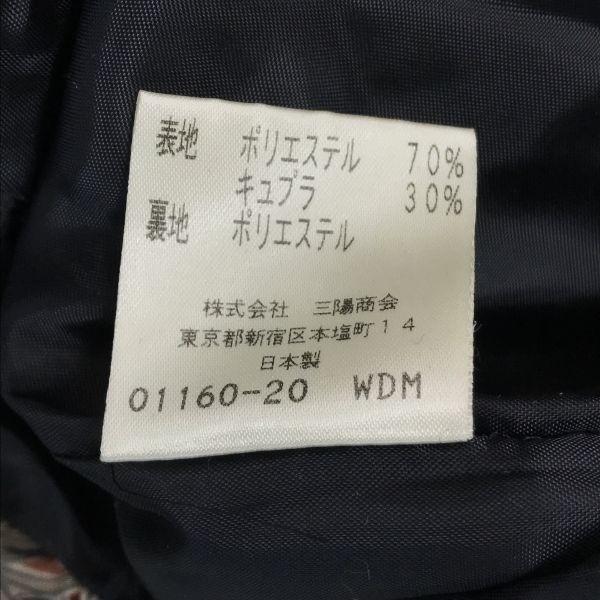 表地 ポリエステル 70%
キュプラ 30%
裏地 ポリエステル
株式会社 三陽商会
東京都新宿区本塩町14
日本製
01160-20 WDM